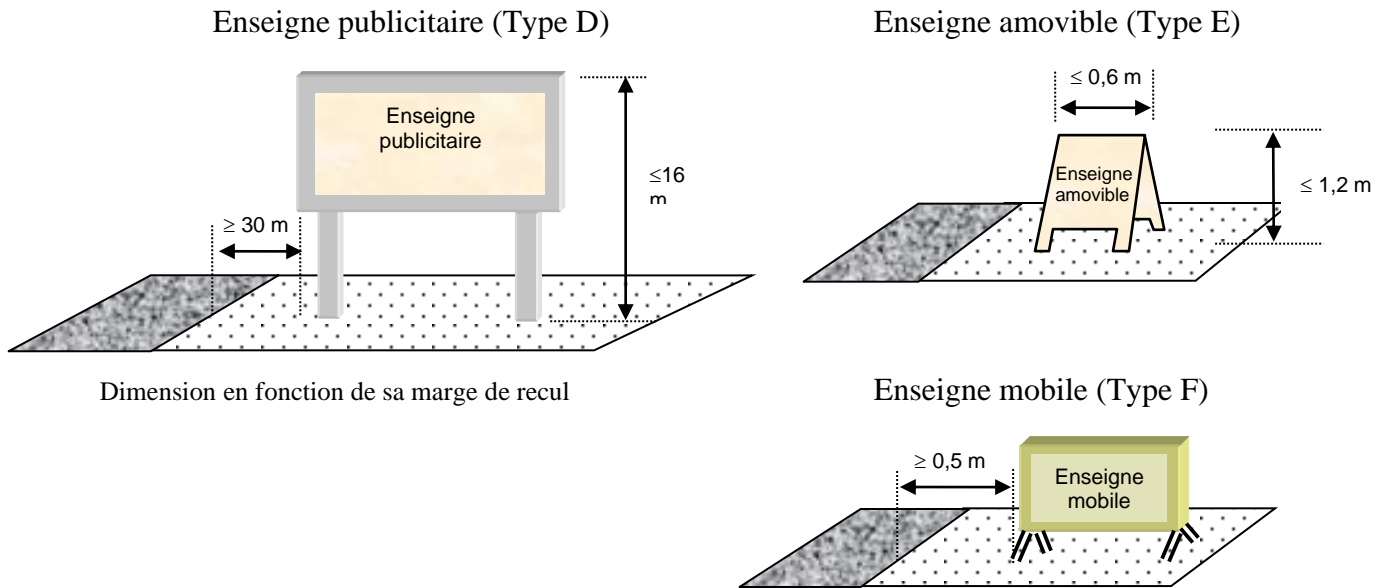 Enseigne publicitaire (Type D)
Enseigne
publicitaire
≤16
m
≥ 30 m
Dimension en fonction de sa marge de recul
Enseigne amovible (Type E)
≤ 0,6 m
Enseigne
amovible
≤ 1,2 m
Enseigne mobile (Type F)
≥ 0,5 m
Enseigne
mobile